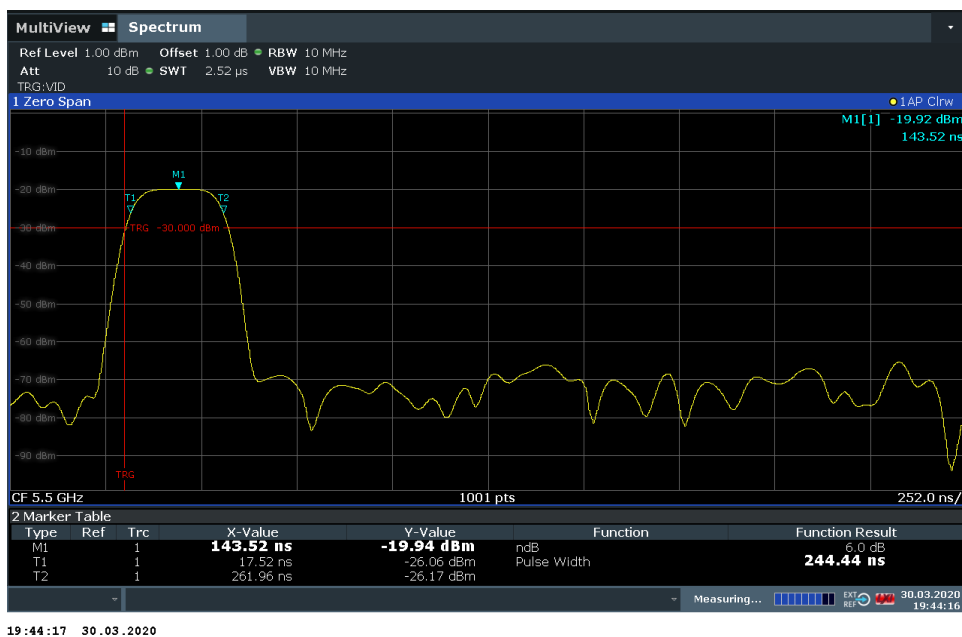 MultiView Spectrum
Ref Level 1.00 dBm Offset 1.00 dB RBW 10 MHz
Att 10 dB SWT 2.52 µs VBW 10 MHz
TRG:VID
1 Zero Span 1AP Clrw
M1[1] -19.92 dBm
143.52 ns
-10 dBm
M1
-20 dBm
T1 T2
-30 dBm TRG -30.000 dBm
-40 dBm
-50 dBm
-60 dBm
-70 dBm
-80 dBm
-90 dBm
TRG
CF 5.5 GHz 1001 pts 252.0 ns/
2 Marker Table
Type Ref Trc X-Value Y-Value Function Function Result
M1 1 143.52 ns -19.94 dBm ndB 6.0 dB
T1 1 17.52 ns -26.06 dBm Pulse Width 244.44 ns
T2 1 261.96 ns -26.17 dBm
Measuring... EXT REF 30.03.2020
19:44:16
19:44:17 30.03.2020